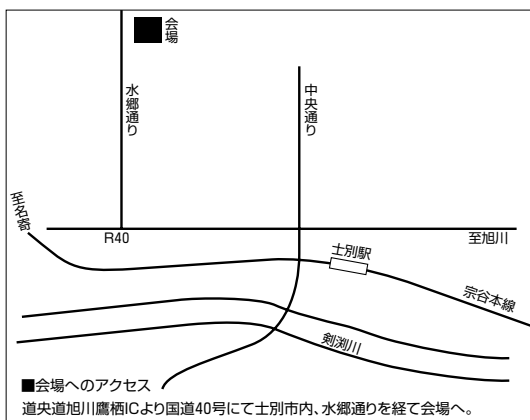 会場
水郷通り
中央通り
至名寄
R40
至旭川
士別駅
宗谷本線
剣渕川
■会場へのアクセス
道央道旭川鷹栖ICより国道40号にて士別市内、水郷通りを経て会場へ。